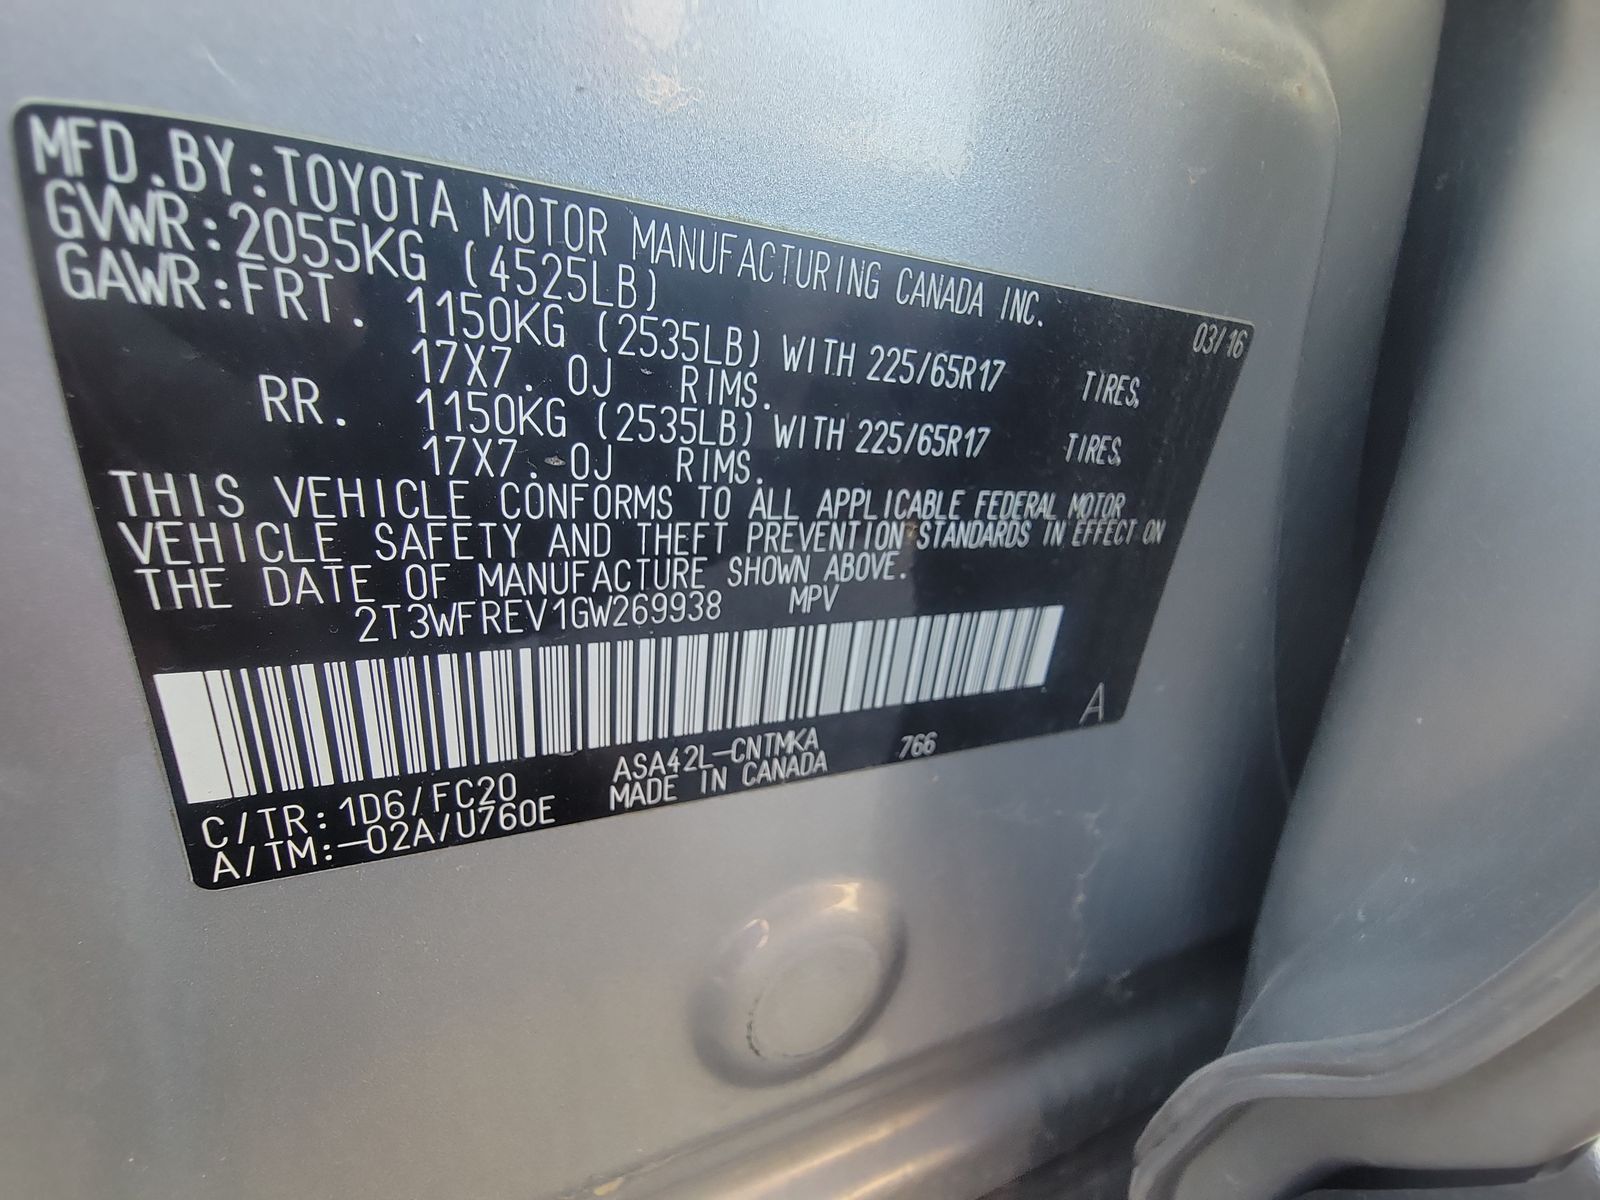 MFD.BY:TOYOTA MOTOR MANUFACTURING CANADA INC.
GVWR:2055KG (4525LB) 03/16
GAWR:FRT. 1150KG (2535LB) WITH 225/65R17 TIRES,
17X7. 0J RIMS.
RR. 1150KG (2535LB) WITH 225/65R17 TIRES,
17X7. 0J RIMS.
THIS VEHICLE CONFORMS TO ALL APPLICABLE FEDERAL MOTOR
VEHICLE SAFETY AND THEFT PREVENTION STANDARDS IN EFFECT ON
THE DATE OF MANUFACTURE SHOWN ABOVE.
2T3WFREV1GW269938 MPV
A
C/TR:1D6/FC20 ASA42L-CNTMKA 766
A/TM:-02A/U760E MADE IN CANADA